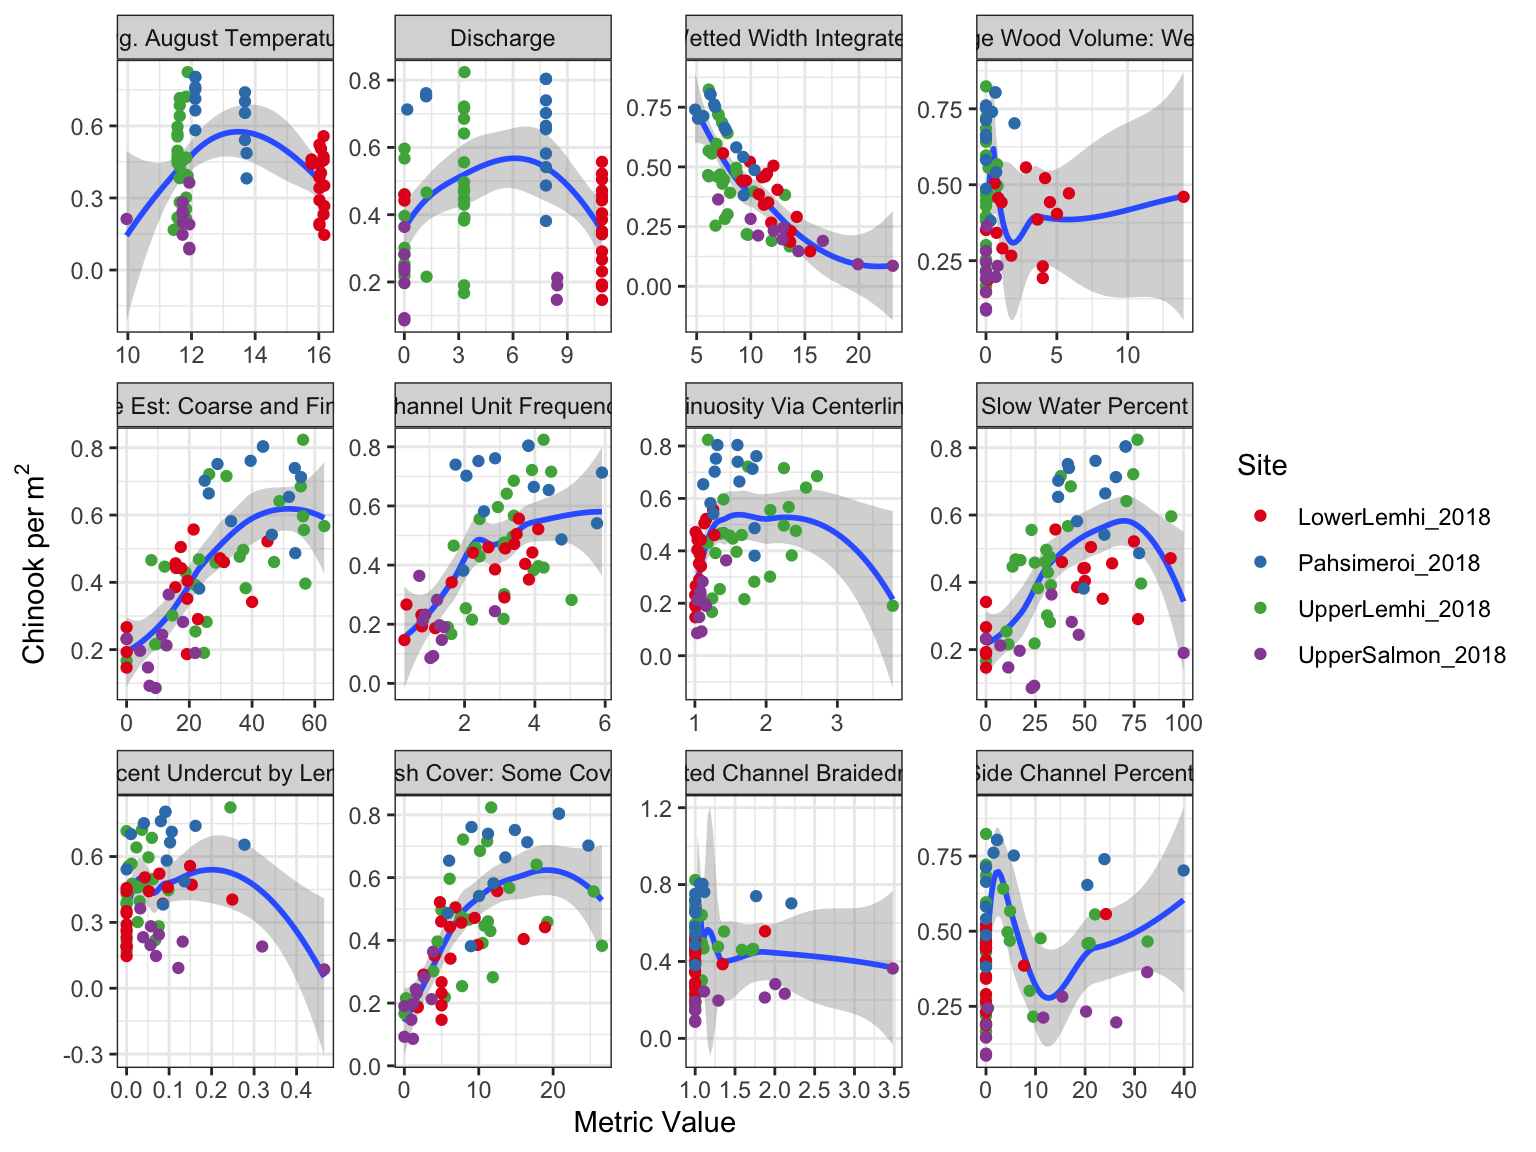 g. August Temperatu
Discharge
Wetted Width Integrate
ge Wood Volume: We
0.0 0.3 0.6
10 12 14 16
0.2 0.4 0.6 0.8
0 3 6 9
0.00 0.25 0.50 0.75
5 10 15 20
0.25 0.50 0.75
0 5 10
e Est: Coarse and Fin
hannel Unit Frequenc
inuosity Via Centerlin
Slow Water Percent
0.2 0.4 0.6 0.8
0 20 40 60
0.0 0.2 0.4 0.6 0.8
2 4 6
0.0 0.2 0.4 0.6 0.8
1 2 3
0.2 0.4 0.6 0.8
0 25 50 75 100
cent Undercut by Len
sh Cover: Some Cov
ted Channel Braidedn
Side Channel Percent
-0.3 0.0 0.3 0.6
0.0 0.1 0.2 0.3 0.4
0.0 0.2 0.4 0.6 0.8
0 10 20
0.0 0.4 0.8 1.2
1.0 1.5 2.0 2.5 3.0 3.5
0.25 0.50 0.75
0 10 20 30 40
Chinook per m²
Metric Value
Site
LowerLemhi_2018
Pahsimeroi_2018
UpperLemhi_2018
UpperSalmon_2018